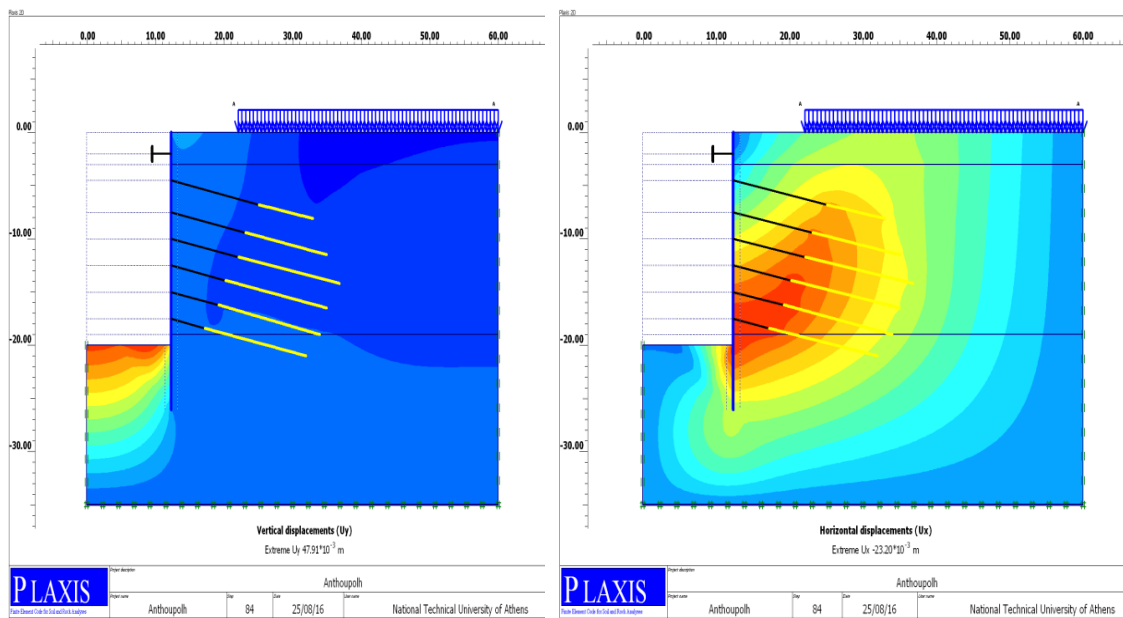 Plaxis 2D
0.00 10.00 20.00 30.00 40.00 50.00 60.00
A A
0.00
-10.00
-20.00
-30.00
Vertical displacements (Uy)
Extreme Uy 47.91*10-3 m
PLAXIS
Finite Element Code for Soil and Rock Analyses
Project description
Anthoupolh
Project name
Anthoupolh
Step
84
Date
25/08/16
User name
National Technical University of Athens
Plaxis 2D
0.00 10.00 20.00 30.00 40.00 50.00 60.00
A A
0.00
-10.00
-20.00
-30.00
Horizontal displacements (Ux)
Extreme Ux -23.20*10-3 m
PLAXIS
Finite Element Code for Soil and Rock Analyses
Project description
Anthoupolh
Project name
Anthoupolh
Step
84
Date
25/08/16
User name
National Technical University of Athens